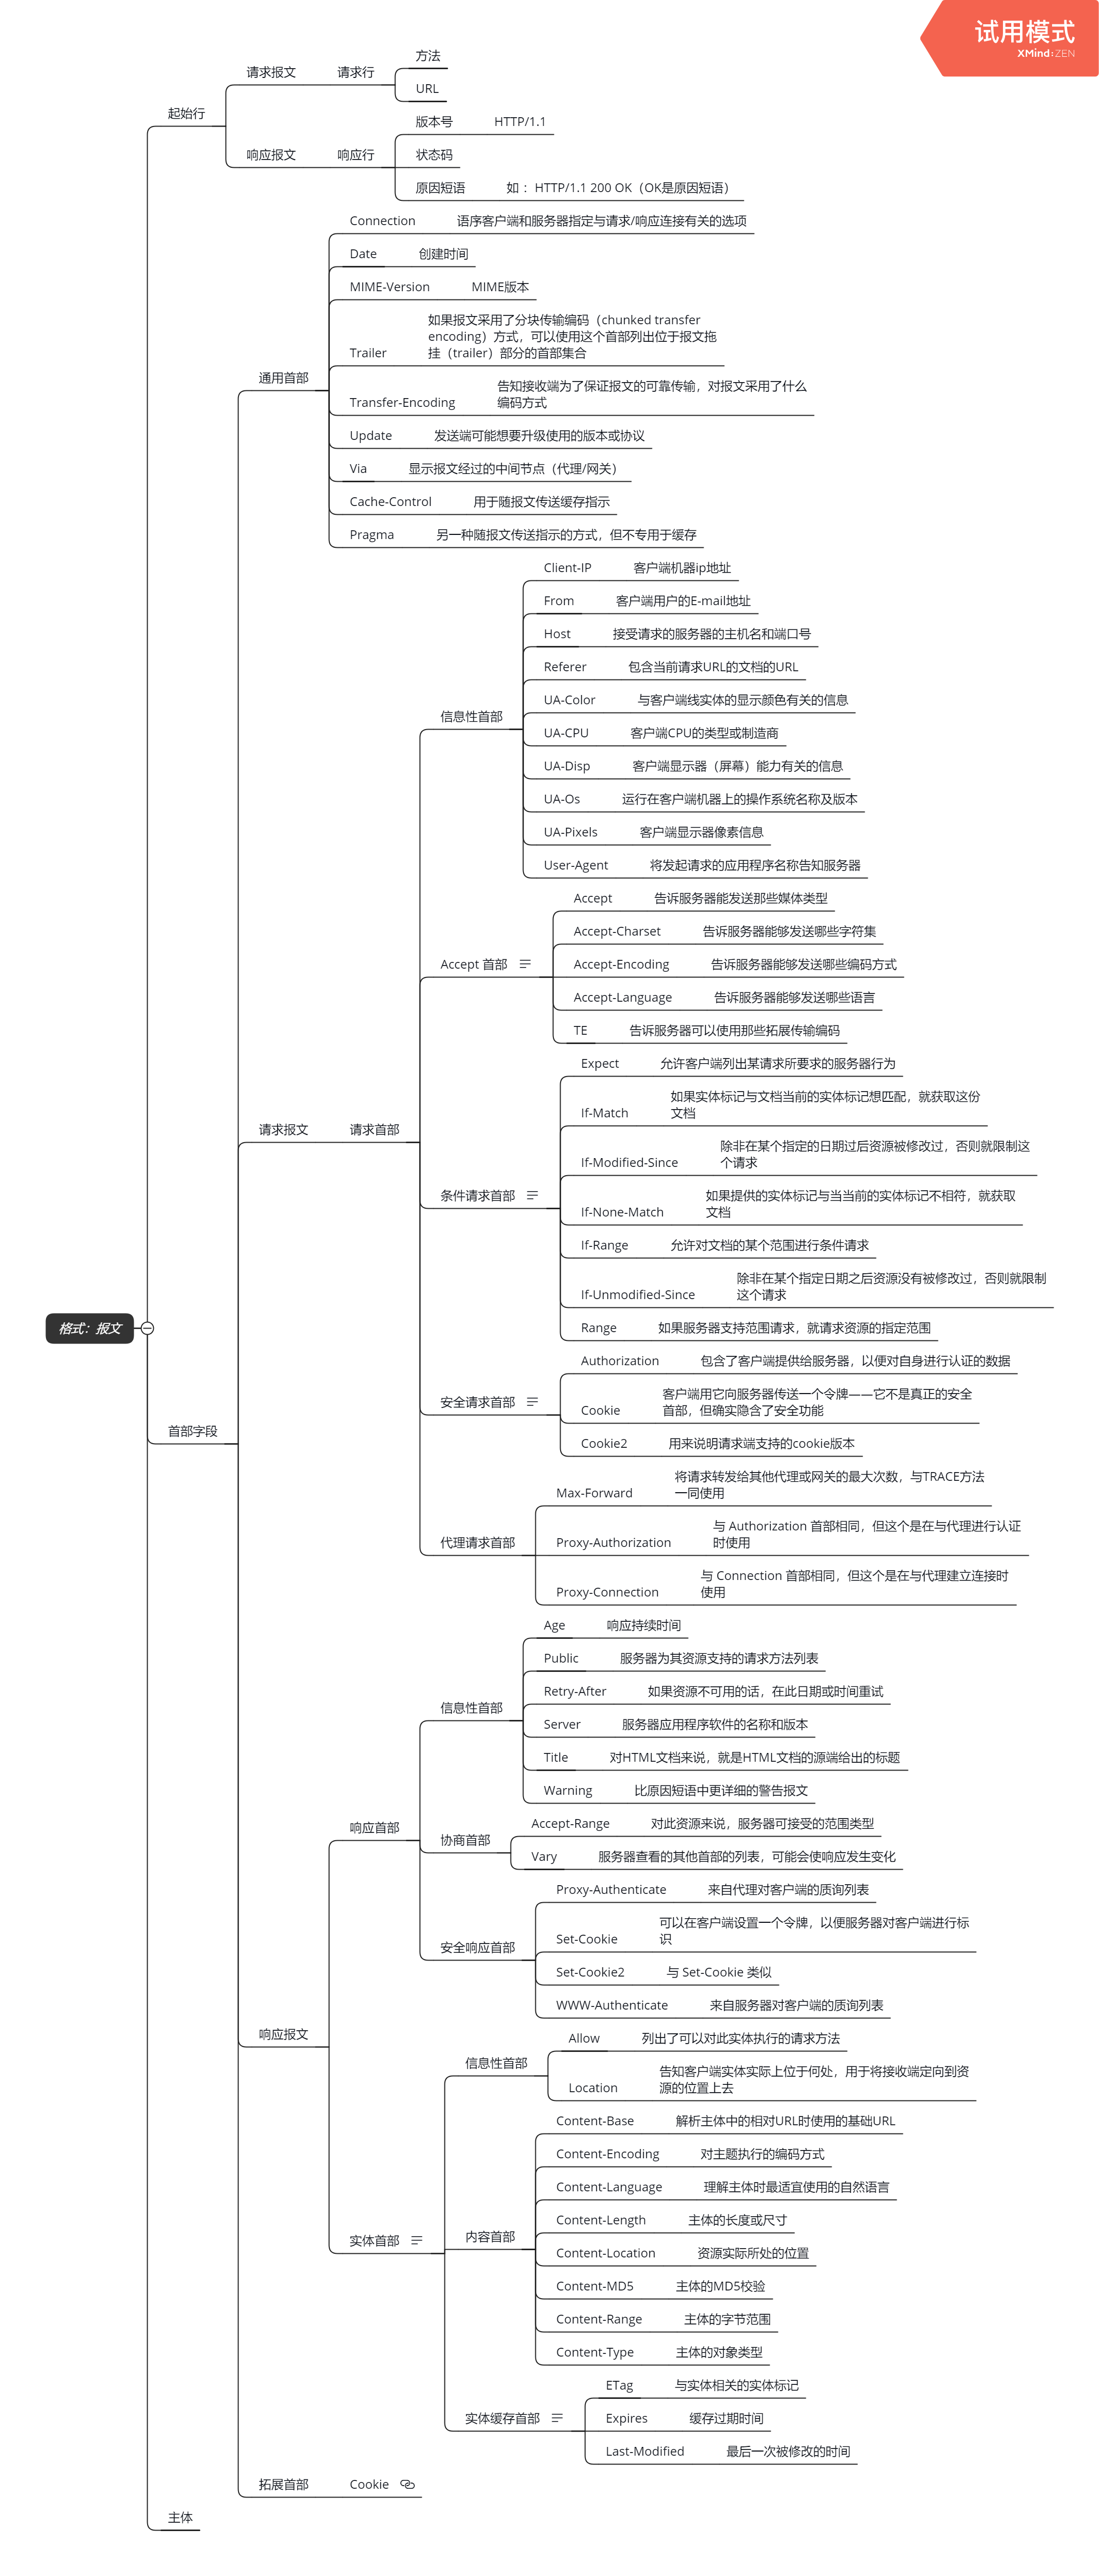 试用模式
XMind:ZEN
格式：报文
起始行
请求报文
请求行
方法
URL
响应报文
响应行
版本号
HTTP/1.1
状态码
原因短语
如 ：HTTP/1.1 200 OK（OK是原因短语）
首部字段
通用首部
Connection
语序客户端和服务器指定与请求/响应连接有关的选项
Date
创建时间
MIME-Version
MIME版本
Trailer
如果报文采用了分块传输编码（chunked transfer
encoding）方式，可以使用这个首部列出位于报文拖
挂（trailer）部分的首部集合
Transfer-Encoding
告知接收端为了保证报文的可靠传输，对报文采用了什么
编码方式
Update
发送端可能想要升级使用的版本或协议
Via
显示报文经过的中间节点（代理/网关）
Cache-Control
用于随报文传送缓存指示
Pragma
另一种随报文传送指示的方式，但不专用于缓存
请求报文
请求首部
信息性首部
Client-IP
客户端机器ip地址
From
客户端用户的E-mail地址
Host
接受请求的服务器的主机名和端口号
Referer
包含当前请求URL的文档的URL
UA-Color
与客户端线实体的显示颜色有关的信息
UA-CPU
客户端CPU的类型或制造商
UA-Disp
客户端显示器（屏幕）能力有关的信息
UA-Os
运行在客户端机器上的操作系统名称及版本
UA-Pixels
客户端显示器像素信息
User-Agent
将发起请求的应用程序名称告知服务器
Accept 首部
Accept
告诉服务器能发送那些媒体类型
Accept-Charset
告诉服务器能够发送哪些字符集
Accept-Encoding
告诉服务器能够发送哪些编码方式
Accept-Language
告诉服务器能够发送哪些语言
TE
告诉服务器可以使用那些拓展传输编码
条件请求首部
Expect
允许客户端列出某请求所要求的服务器行为
If-Match
如果实体标记与文档当前的实体标记想匹配，就获取这份
文档
If-Modified-Since
除非在某个指定的日期过后资源被修改过，否则就限制这
个请求
If-None-Match
如果提供的实体标记与当当前的实体标记不相符，就获取
文档
If-Range
允许对文档的某个范围进行条件请求
If-Unmodified-Since
除非在某个指定日期之后资源没有被修改过，否则就限制
这个请求
Range
如果服务器支持范围请求，就请求资源的指定范围
安全请求首部
Authorization
包含了客户端提供给服务器，以便对自身进行认证的数据
Cookie
客户端用它向服务器传送一个令牌——它不是真正的安全
首部，但确实隐含了安全功能
Cookie2
用来说明请求端支持的cookie版本
代理请求首部
Max-Forward
将请求转发给其他代理或网关的最大次数，与TRACE方法
一同使用
Proxy-Authorization
与 Authorization 首部相同，但这个是在与代理进行认证
时使用
Proxy-Connection
与 Connection 首部相同，但这个是在与代理建立连接时
使用
响应报文
响应首部
信息性首部
Age
响应持续时间
Public
服务器为其资源支持的请求方法列表
Retry-After
如果资源不可用的话，在此日期或时间重试
Server
服务器应用程序软件的名称和版本
Title
对HTML文档来说，就是HTML文档的源端给出的标题
Warning
比原因短语中更详细的警告报文
协商首部
Accept-Range
对此资源来说，服务器可接受的范围类型
Vary
服务器查看的其他首部的列表，可能会使响应发生变化
安全响应首部
Proxy-Authenticate
来自代理对客户端的质询列表
Set-Cookie
可以在客户端设置一个令牌，以便服务器对客户端进行标
识
Set-Cookie2
与 Set-Cookie 类似
WWW-Authenticate
来自服务器对客户端的质询列表
实体首部
信息性首部
Allow
列出了可以对此实体执行的请求方法
Location
告知客户端实体实际上位于何处，用于将接收端定向到资
源的位置上去
内容首部
Content-Base
解析主体中的相对URL时使用的基础URL
Content-Encoding
对主题执行的编码方式
Content-Language
理解主体时最适宜使用的自然语言
Content-Length
主体的长度或尺寸
Content-Location
资源实际所处的位置
Content-MD5
主体的MD5校验
Content-Range
主体的字节范围
Content-Type
主体的对象类型
实体缓存首部
ETag
与实体相关的实体标记
Expires
缓存过期时间
Last-Modified
最后一次被修改的时间
拓展首部
Cookie
主体